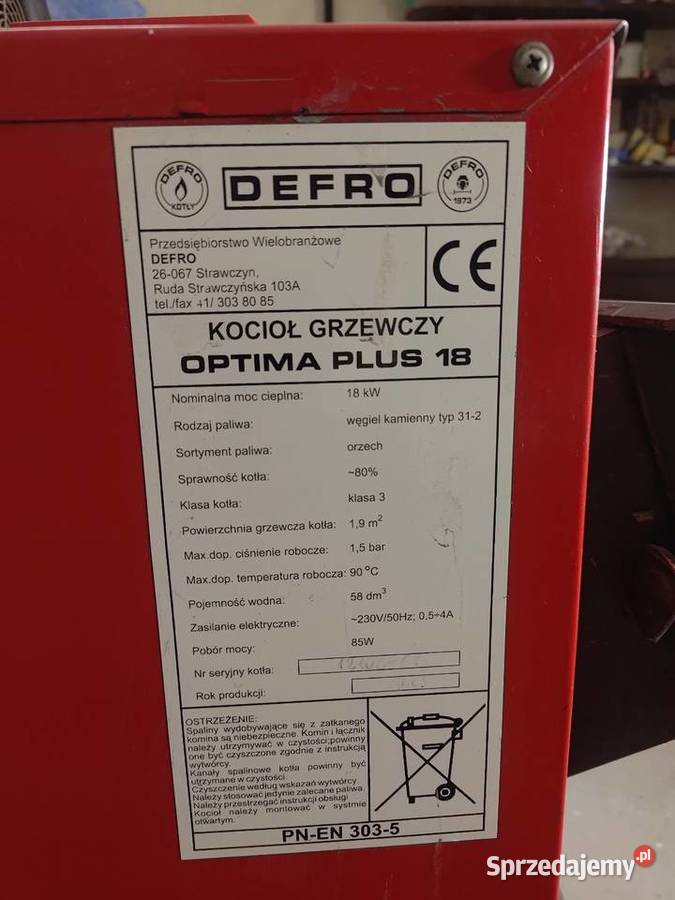 DEFRO
KOTŁY
DEFRO
DEFRO
1973
Przedsiębiorstwo Wielobranżowe
DEFRO
26-067 Strawczyn,
Ruda Strawczyńska 103A
tel./fax 41/ 303 80 85
CE
KOCIOŁ GRZEWCZY
OPTIMA PLUS 18
Nominalna moc cieplna: 18 kW
Rodzaj paliwa: węgiel kamienny typ 31-2
Sortyment paliwa: orzech
Sprawność kotła: ~80%
Klasa kotła: klasa 3
Powierzchnia grzewcza kotła: 1,9 m²
Max.dop. ciśnienie robocze: 1,5 bar
Max.dop. temperatura robocza: 90 °C
Pojemność wodna: 58 dm³
Zasilanie elektryczne: ~230V/50Hz; 0,5÷4A
Pobór mocy: 85W
Nr seryjny kotła:
Rok produkcji:
OSTRZEŻENIE:
Spaliny wydobywające się z zatkanego
komina są niebezpieczne. Komin i łącznik
należy utrzymywać w czystości;powinny
one być czyszczone zgodnie z instrukcją
wytwórcy.
Kanały spalinowe kotła powinny być
utrzymane w czystości
Czyszczenie według wskazań wytwórcy.
Należy stosować jedynie zalecane paliwa.
Należy przestrzegać instrukcji obsługi
Kocioł należy montować w systmie
otwartym.
PN-EN 303-5
Sprzedajemy.pl